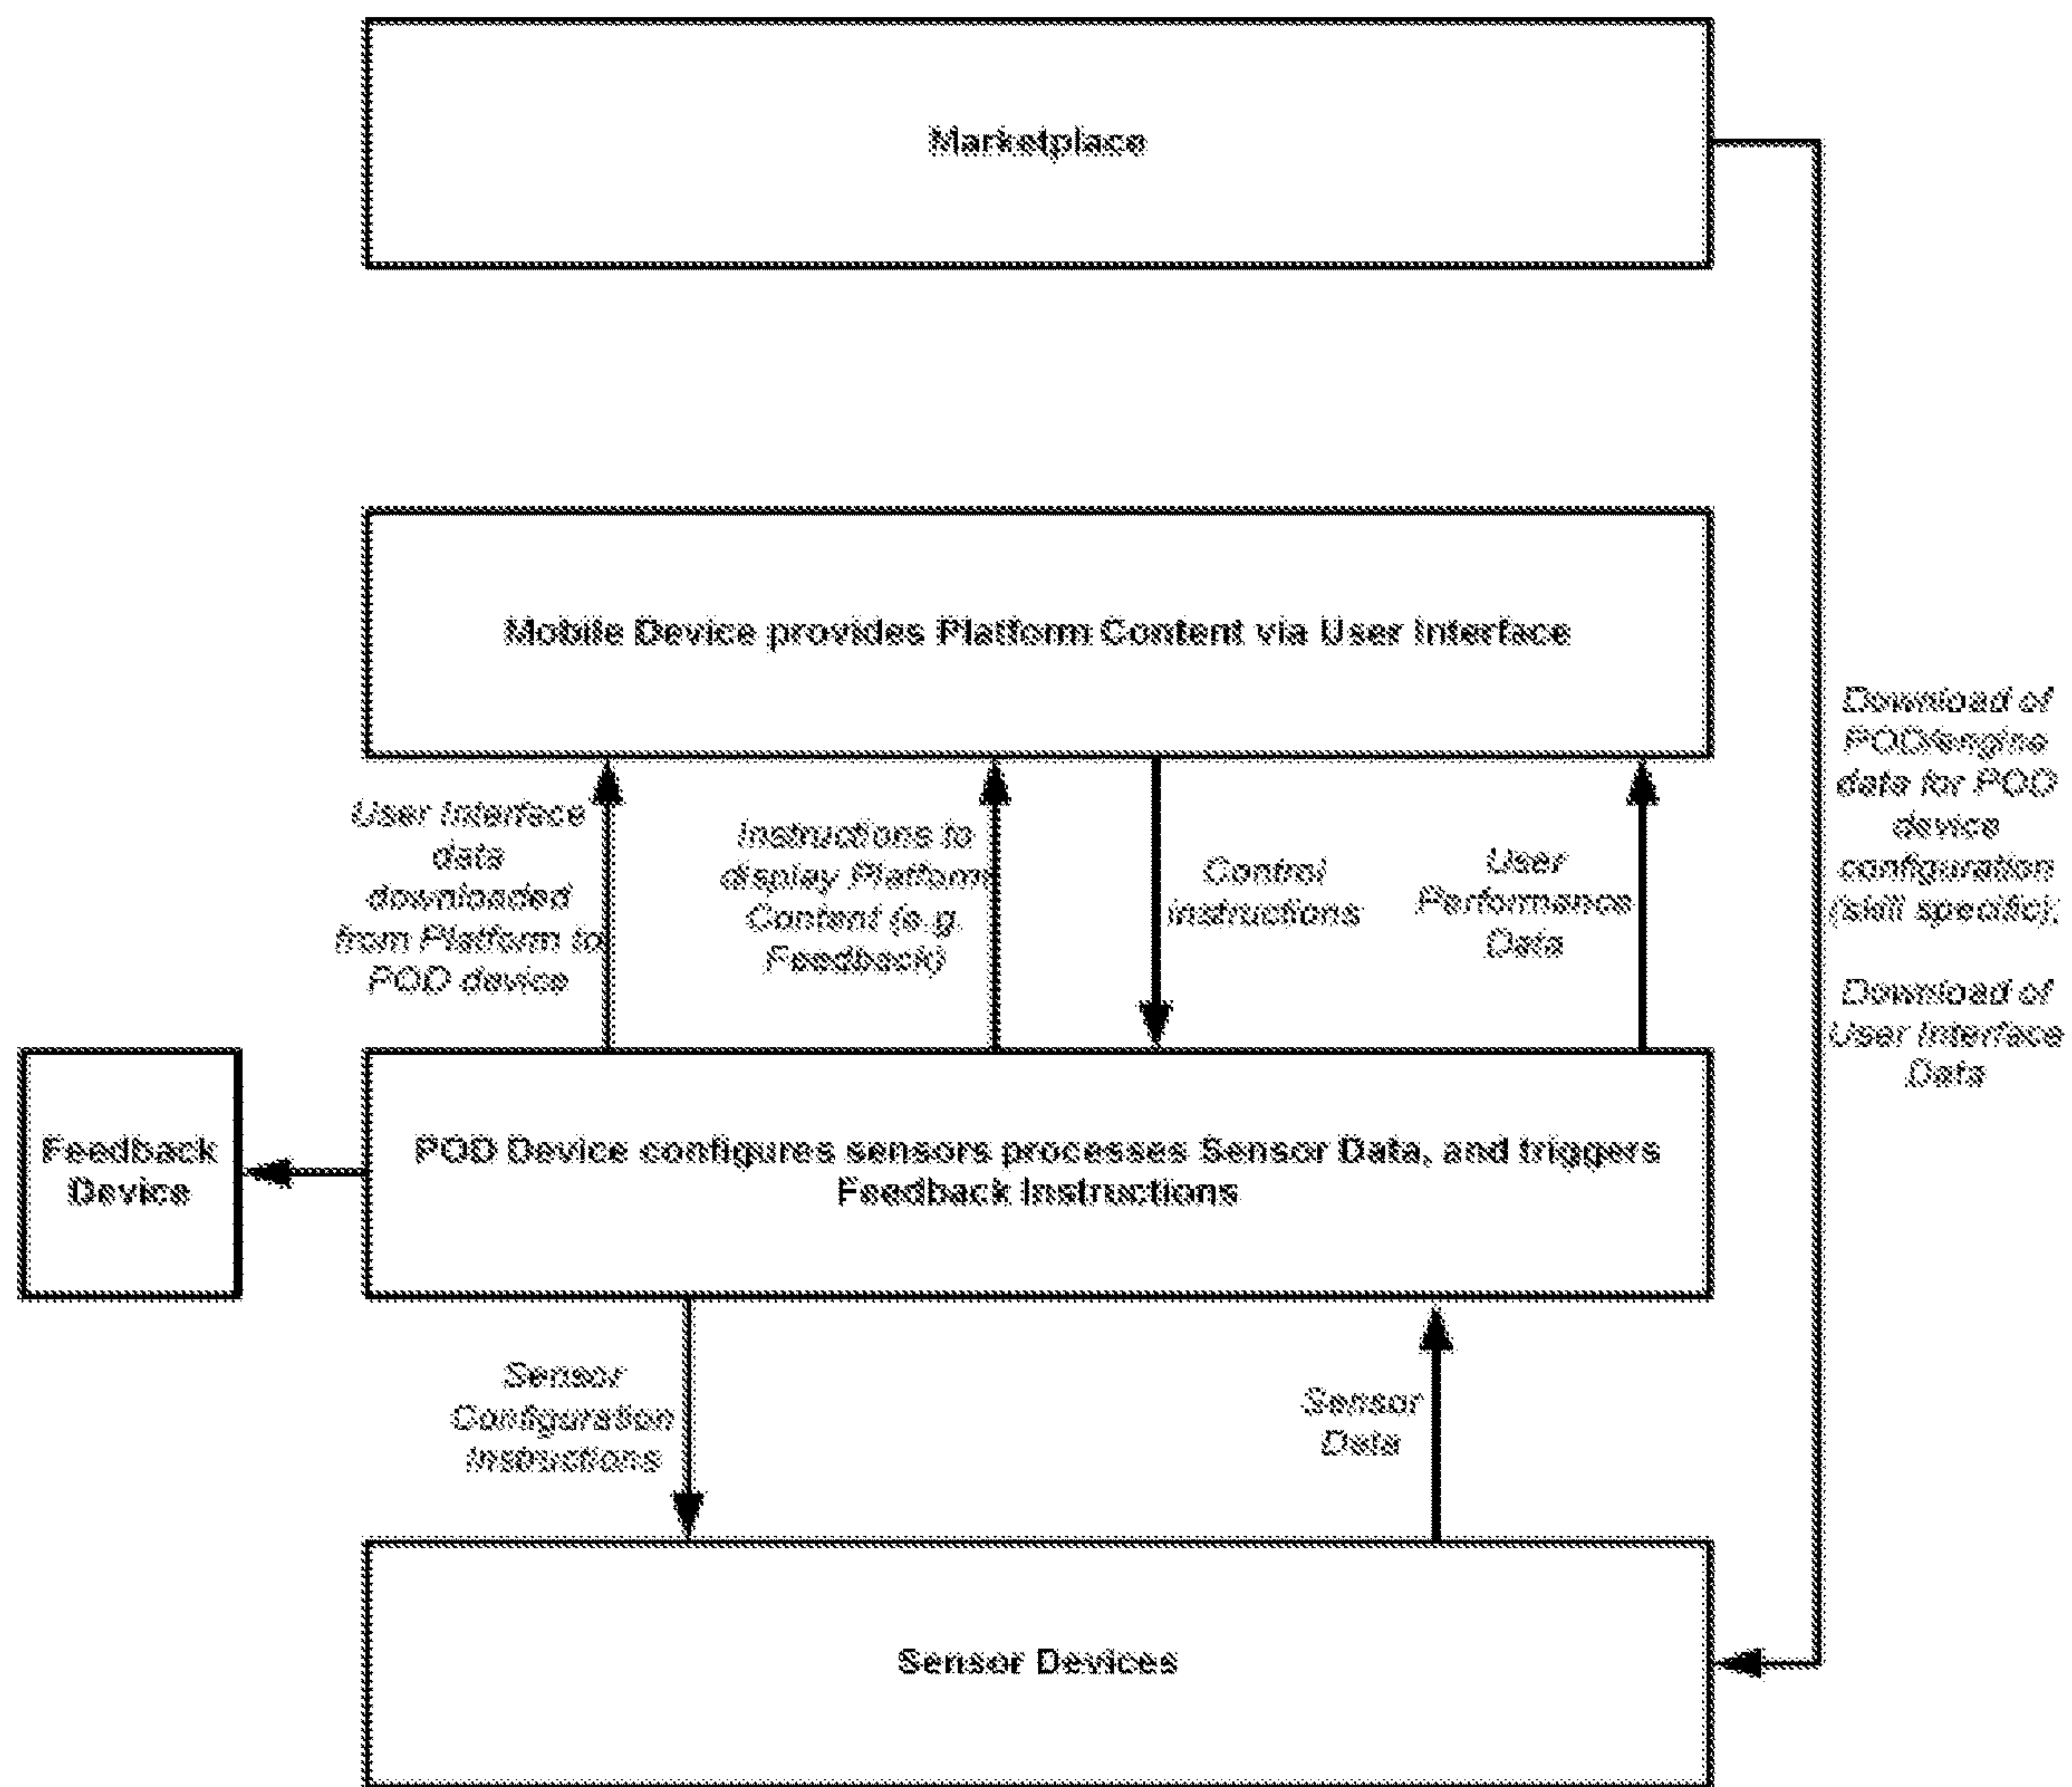 Marketplace
Mobile Device provides Platform Content via User Interface
User Interface
data
downloaded
from Platform to
POD device
Instructions to
display Platform
Content (e.g.
Feedback)
Control
instructions
User
Performance
Data
Download of
POD/engine
data for POD
device
configuration
(skill specific);
Download of
User Interface
Data
Feedback
Device
POD Device configures sensors processes Sensor Data, and triggers
Feedback Instructions
Sensor
Configuration
Instructions
Sensor
Data
Sensor Devices